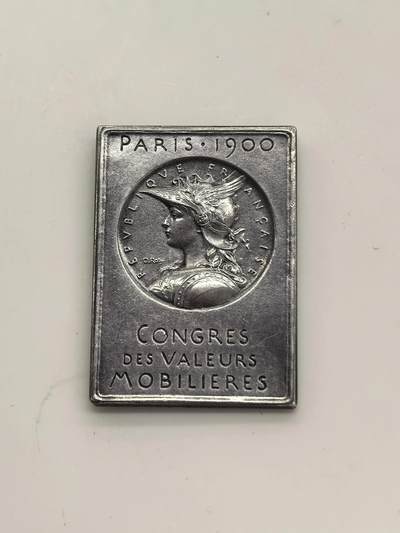 PARIS · 1900
REPVBLIQVE FRANÇAISE
CONGRES
DES VALEURS
MOBILIERES